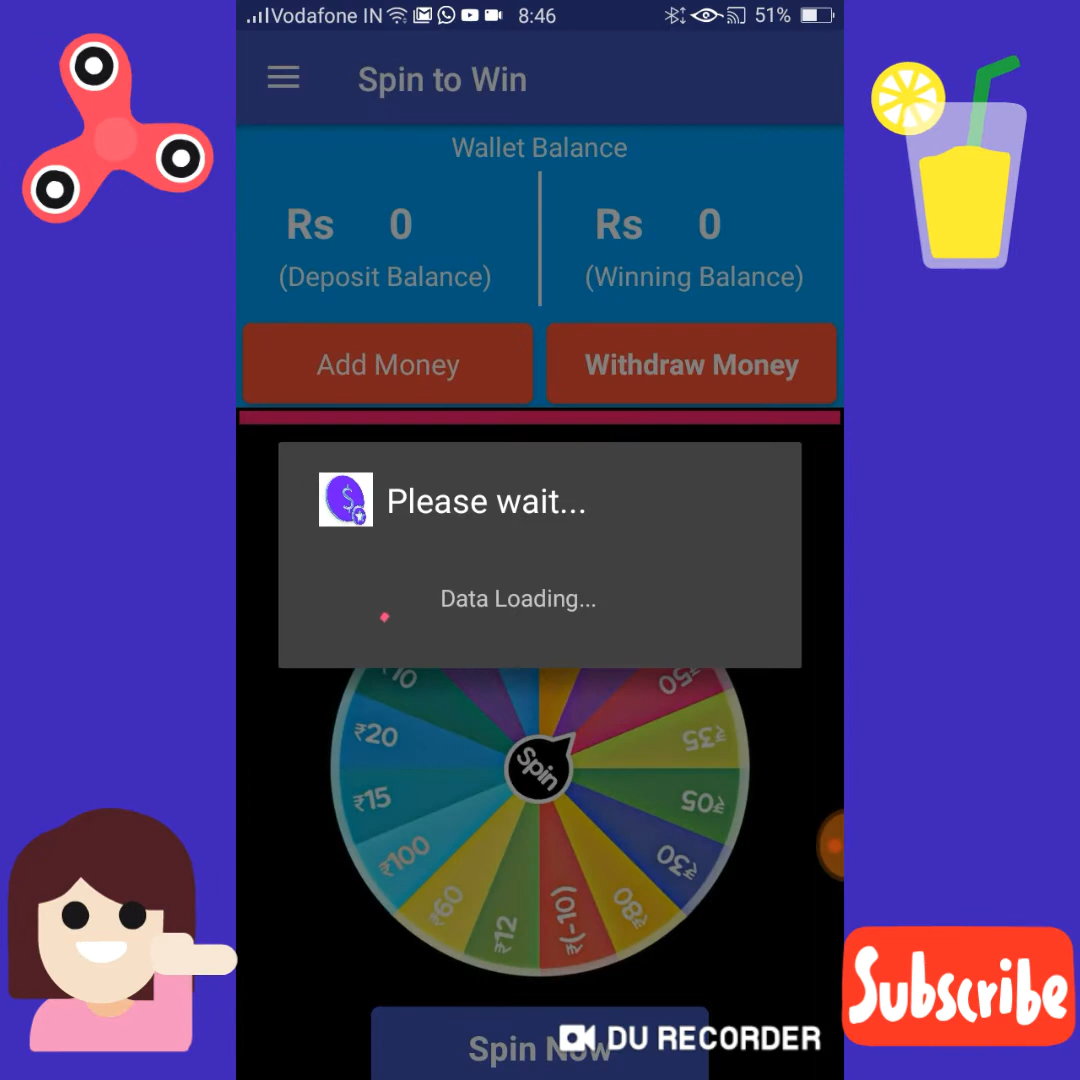 Vodafone IN 8:46 51%
Spin to Win
Wallet Balance
Rs 0 Rs 0
(Deposit Balance) (Winning Balance)
Add Money Withdraw Money
Please wait...
Data Loading...
₹50
₹20
₹35
Spin
₹15
₹05
₹100
₹30
₹60
₹80
₹12
₹(-10)
Spin Now
DU RECORDER
Subscribe